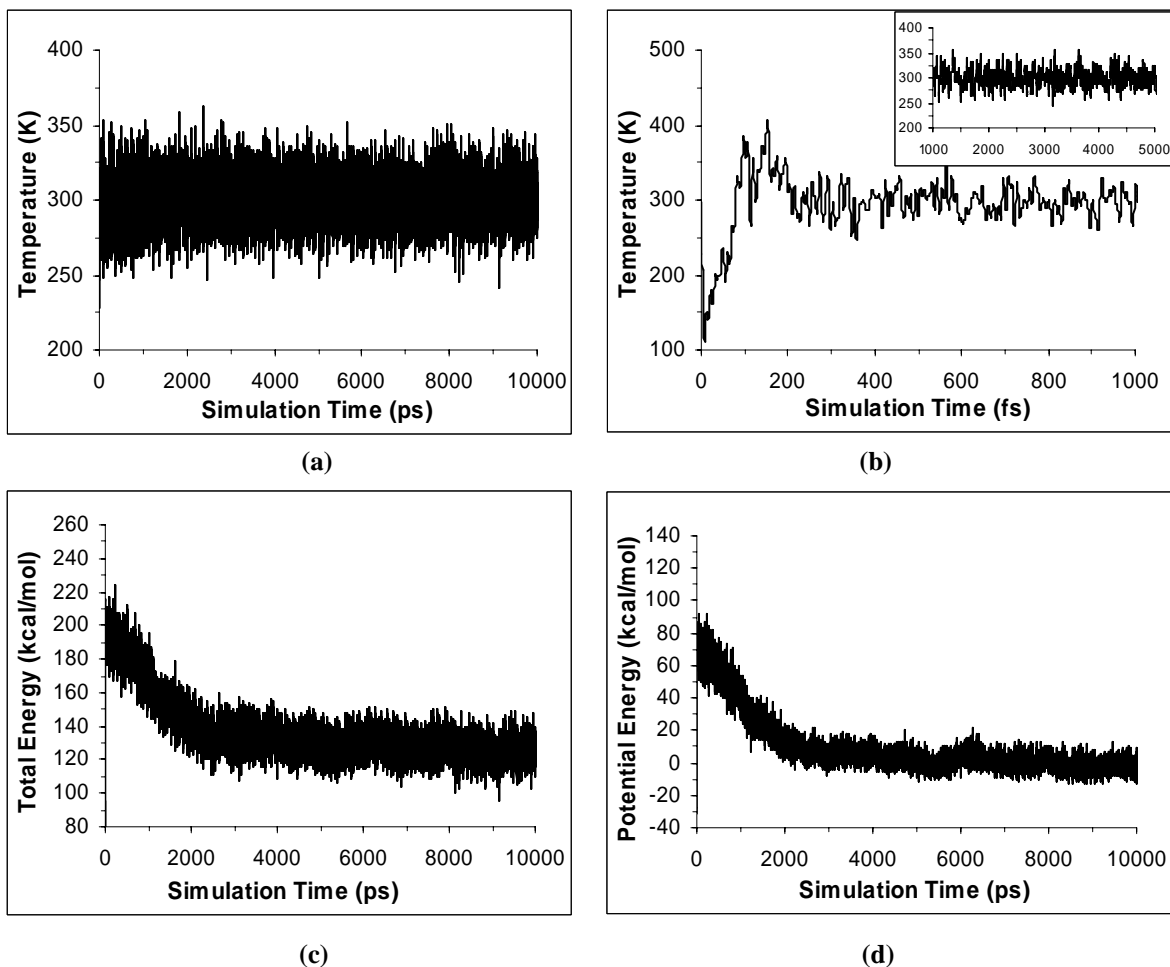 400
350
300
250
200
Temperature (K)
0 2000 4000 6000 8000 10000
Simulation Time (ps)
(a)
500
400
300
200
100
Temperature (K)
0 200 400 600 800 1000
Simulation Time (fs)
400
350
300
250
200
1000 2000 3000 4000 5000
(b)
260
240
220
200
180
160
140
120
100
80
Total Energy (kcal/mol)
0 2000 4000 6000 8000 10000
Simulation Time (ps)
(c)
140
120
100
80
60
40
20
0
-20
-40
Potential Energy (kcal/mol)
0 2000 4000 6000 8000 10000
Simulation Time (ps)
(d)